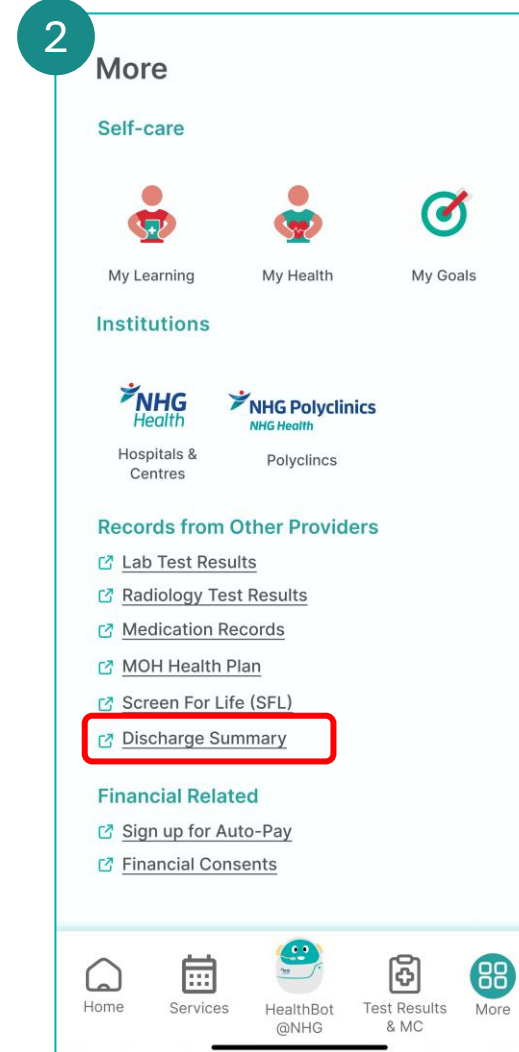 2
More
Self-care
My Learning
My Health
My Goals
Institutions
NHG
Health
Hospitals &
Centres
NHG Polyclinics
NHG Health
Polyclincs
Records from Other Providers
Lab Test Results
Radiology Test Results
Medication Records
MOH Health Plan
Screen For Life (SFL)
Discharge Summary
Financial Related
Sign up for Auto-Pay
Financial Consents
Home
Services
HealthBot
@NHG
Test Results
& MC
More